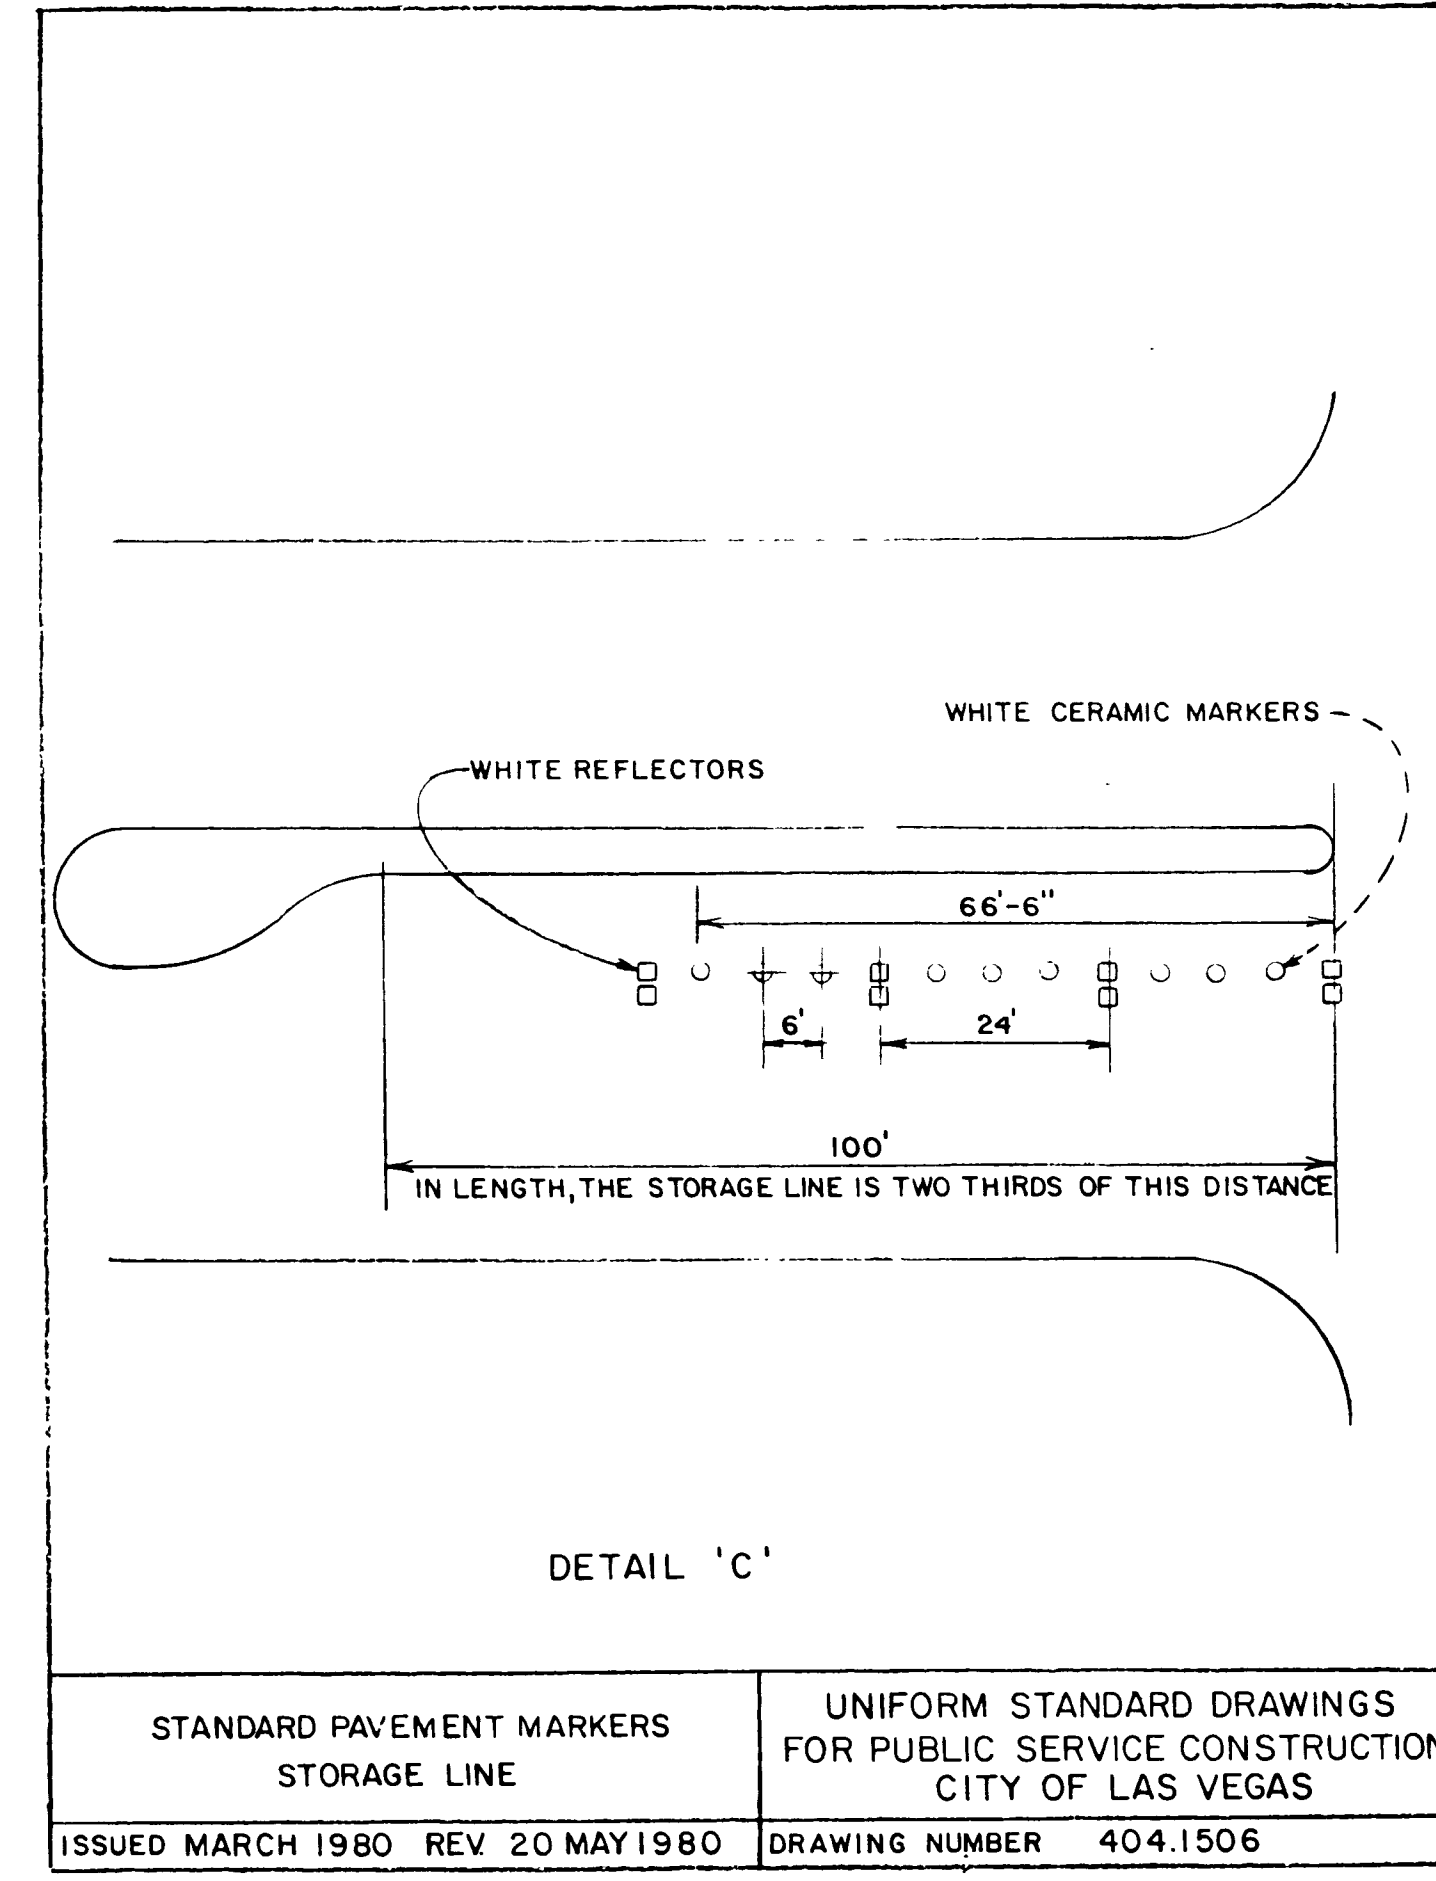 WHITE CERAMIC MARKERS
WHITE REFLECTORS
66'-6"
6'
24'
100'
IN LENGTH, THE STORAGE LINE IS TWO THIRDS OF THIS DISTANCE
DETAIL 'C'
STANDARD PAVEMENT MARKERS
STORAGE LINE
UNIFORM STANDARD DRAWINGS
FOR PUBLIC SERVICE CONSTRUCTION
CITY OF LAS VEGAS
ISSUED MARCH 1980 REV. 20 MAY 1980
DRAWING NUMBER 404.1506